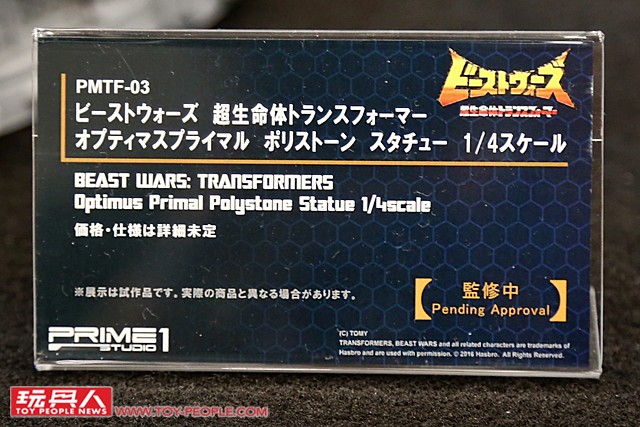 ビーストウォーズ
超生命体トランスフォーマー
PMTF-03
ビーストウォーズ 超生命体トランスフォーマー
オプティマスプライマル ポリストーン スタチュー 1/4スケール
BEAST WARS: TRANSFORMERS
Optimus Primal Polystone Statue 1/4scale
価格・仕様は詳細未定
※展示は試作品です。実際の商品と異なる場合があります。
【監修中
Pending Approval】
PRIME 1
STUDIO
(C) TOMY
TRANSFORMERS, BEAST WARS and all related characters are trademarks of
Hasbro and are used with permission. © 2016 Hasbro. All Rights Reserved.
玩具人
TOY PEOPLE NEWS
WWW.TOY-PEOPLE.COM